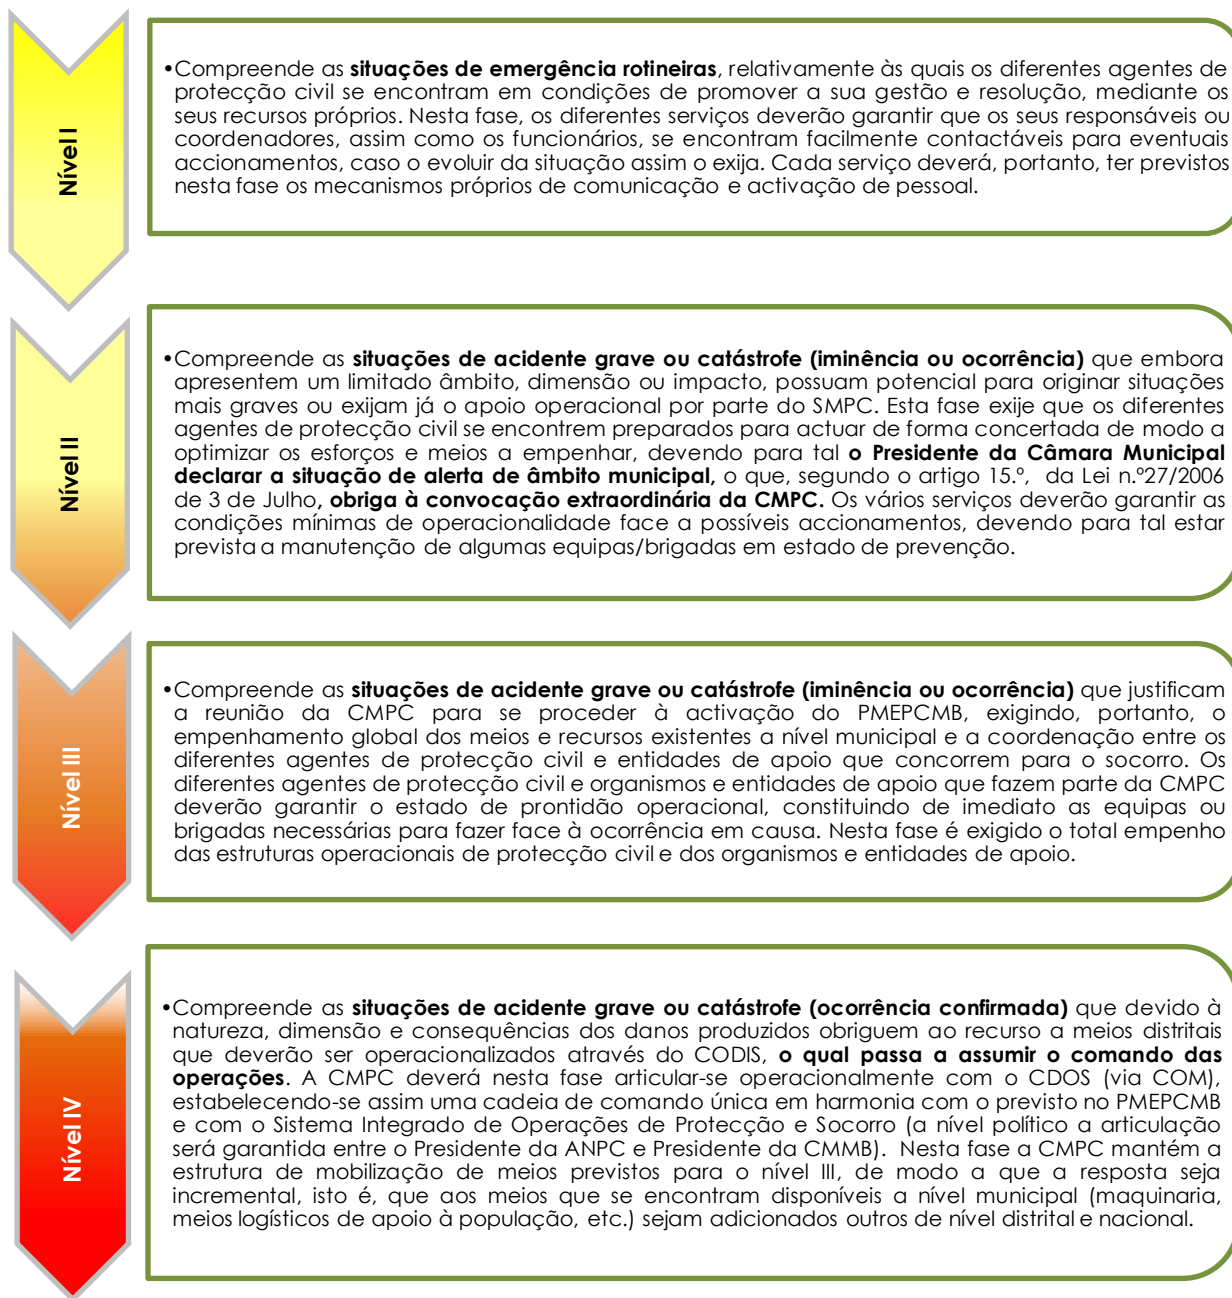 Nível I
•Compreende as situações de emergência rotineiras, relativamente às quais os diferentes agentes de
protecção civil se encontram em condições de promover a sua gestão e resolução, mediante os
seus recursos próprios. Nesta fase, os diferentes serviços deverão garantir que os seus responsáveis ou
coordenadores, assim como os funcionários, se encontram facilmente contactáveis para eventuais
accionamentos, caso o evoluir da situação assim o exija. Cada serviço deverá, portanto, ter previstos
nesta fase os mecanismos próprios de comunicação e activação de pessoal.
Nível II
•Compreende as situações de acidente grave ou catástrofe (iminência ou ocorrência) que embora
apresentem um limitado âmbito, dimensão ou impacto, possuam potencial para originar situações
mais graves ou exijam já o apoio operacional por parte do SMPC. Esta fase exije que os diferentes
agentes de protecção civil se encontrem preparados para actuar de forma concertada de modo a
optimizar os esforços e meios a empenhar, devendo para tal o Presidente da Câmara Municipal
declarar a situação de alerta de âmbito municipal, o que, segundo o artigo 15.º, da Lei n.º27/2006
de 3 de Julho, obriga à convocação extraordinária da CMPC. Os vários serviços deverão garantir as
condições mínimas de operacionalidade face a possíveis accionamentos, devendo para tal estar
prevista a manutenção de algumas equipas/brigadas em estado de prevenção.
Nível III
•Compreende as situações de acidente grave ou catástrofe (iminência ou ocorrência) que justificam
a reunião da CMPC para se proceder à activação do PMEPCMB, exigindo, portanto, o
empenhamento global dos meios e recursos existentes a nível municipal e a coordenação entre os
diferentes agentes de protecção civil e entidades de apoio que concorrem para o socorro. Os
diferentes agentes de protecção civil e organismos e entidades de apoio que fazem parte da CMPC
deverão garantir o estado de prontidão operacional, constituindo de imediato as equipas ou
brigadas necessárias para fazer face à ocorrência em causa. Nesta fase é exigido o total empenho
das estruturas operacionais de protecção civil e dos organismos e entidades de apoio.
Nível IV
•Compreende as situações de acidente grave ou catástrofe (ocorrência confirmada) que devido à
natureza, dimensão e consequências dos danos produzidos obriguem ao recurso a meios distritais
que deverão ser operacionalizados através do CODIS, o qual passa a assumir o comando das
operações. A CMPC deverá nesta fase articular-se operacionalmente com o CDOS (via COM),
estabelecendo-se assim uma cadeia de comando única em harmonia com o previsto no PMEPCMB
e com o Sistema Integrado de Operações de Protecção e Socorro (a nível político a articulação
será garantida entre o Presidente da ANPC e Presidente da CMMB). Nesta fase a CMPC mantém a
estrutura de mobilização de meios previstos para o nível III, de modo a que a resposta seja
incremental, isto é, que aos meios que se encontram disponíveis a nível municipal (maquinaria,
meios logísticos de apoio à população, etc.) sejam adicionados outros de nível distrital e nacional.